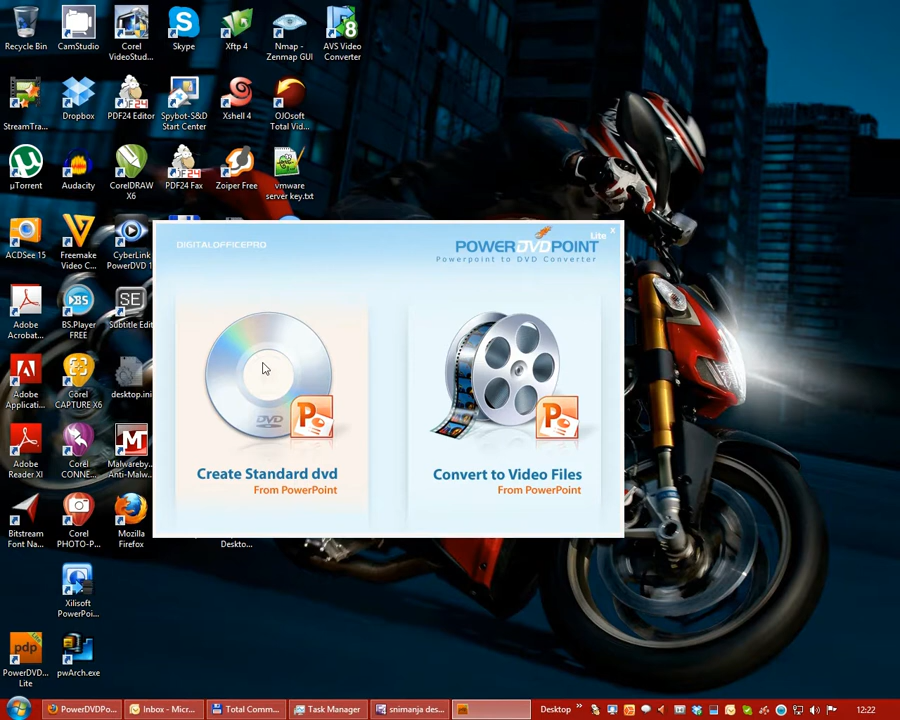 Recycle Bin
CamStudio
Corel
VideoStud...
Skype
Xftp 4
Nmap -
Zenmap GUI
AVS Video
Converter
StreamTra...
Dropbox
PDF24 Editor
Spybot-S&D
Start Center
Xshell 4
OJOsoft
Total Vid...
µTorrent
Audacity
CorelDRAW
X6
PDF24 Fax
Zoiper Free
vmware
server key.txt
ACDSee 15
Freemake
Video C...
CyberLink
PowerDVD 1
Adobe
Acrobat...
BS.Player
FREE
Subtitle Edit
Adobe
Applicati...
Corel
CAPTURE X6
desktop.ini
Adobe
Reader XI
Corel
CONNE...
Malwareby...
Anti-Malw...
Bitstream
Font Na...
Corel
PHOTO-P...
Mozilla
Firefox
Deskto...
Xilisoft
PowerPoi...
PowerDVD...
Lite
pwArch.exe
DIGITALOFFICEPRO
POWERDVDPOINT Lite x
Powerpoint to DVD Converter
DVD
P
P
Create Standard dvd
From PowerPoint
Convert to Video Files
From PowerPoint
PowerDVDPo...
Inbox - Micr...
Total Comm...
Task Manager
snimanja des...
Desktop
12:22